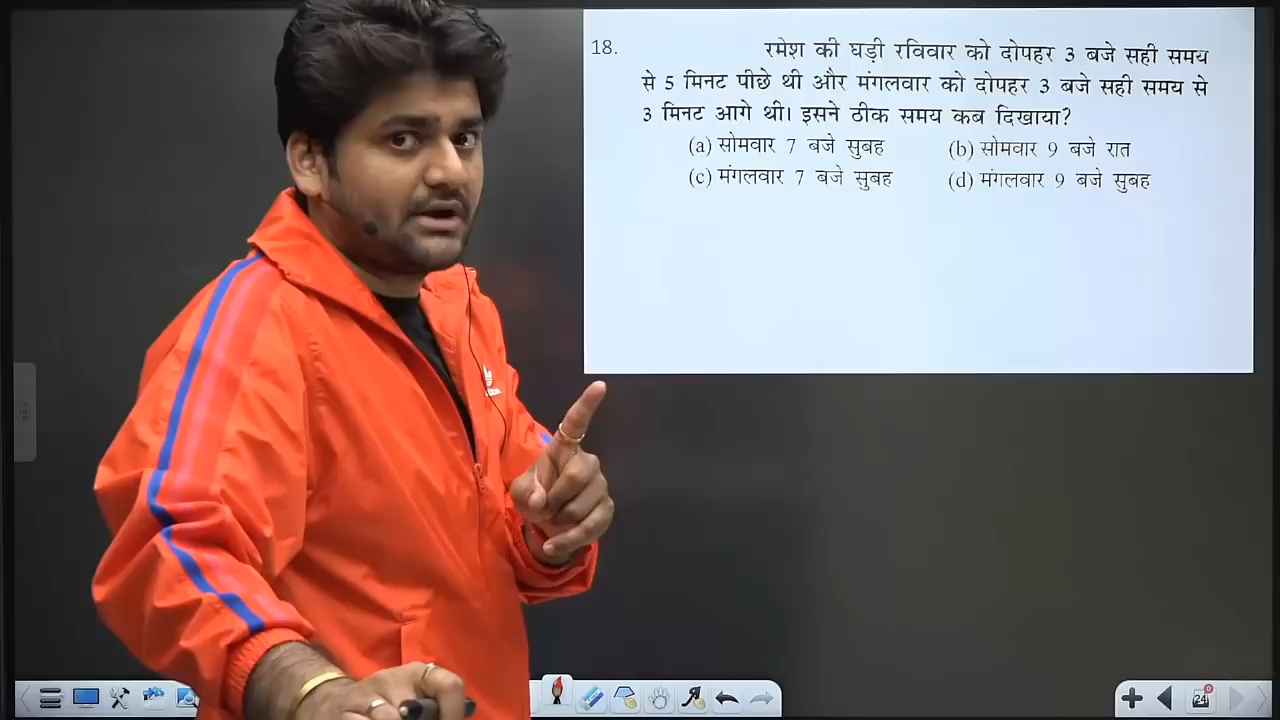 18. रमेश की घड़ी रविवार को दोपहर 3 बजे सही समय
से 5 मिनट पीछे थी और मंगलवार को दोपहर 3 बजे सही समय से
3 मिनट आगे थी। इसने ठीक समय कब दिखाया?
(a) सोमवार 7 बजे सुबह (b) सोमवार 9 बजे रात
(c) मंगलवार 7 बजे सुबह (d) मंगलवार 9 बजे सुबह
24